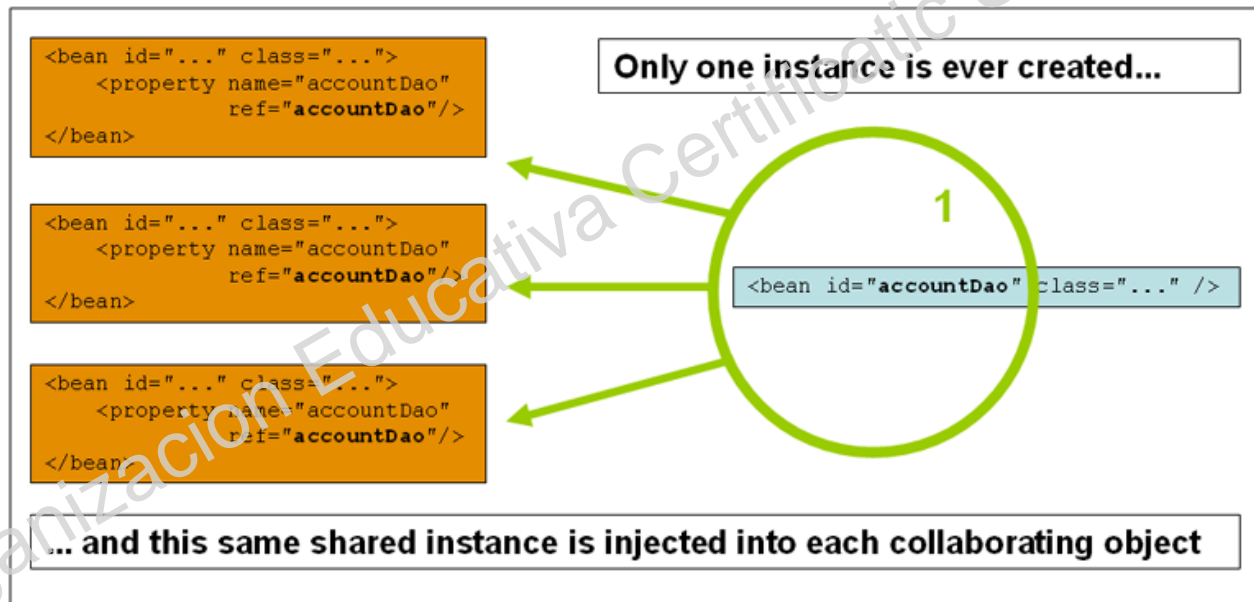 <bean id="..." class="...">
<property name="accountDao"
ref="accountDao"/>
</bean>
Only one instance is ever created...
<bean id="..." class="...">
<property name="accountDao"
ref="accountDao"/>
</bean>
1
<bean id="accountDao" class="..." />
<bean id="..." class="...">
<property name="accountDao"
ref="accountDao"/>
</bean>
... and this same shared instance is injected into each collaborating object
Educativa